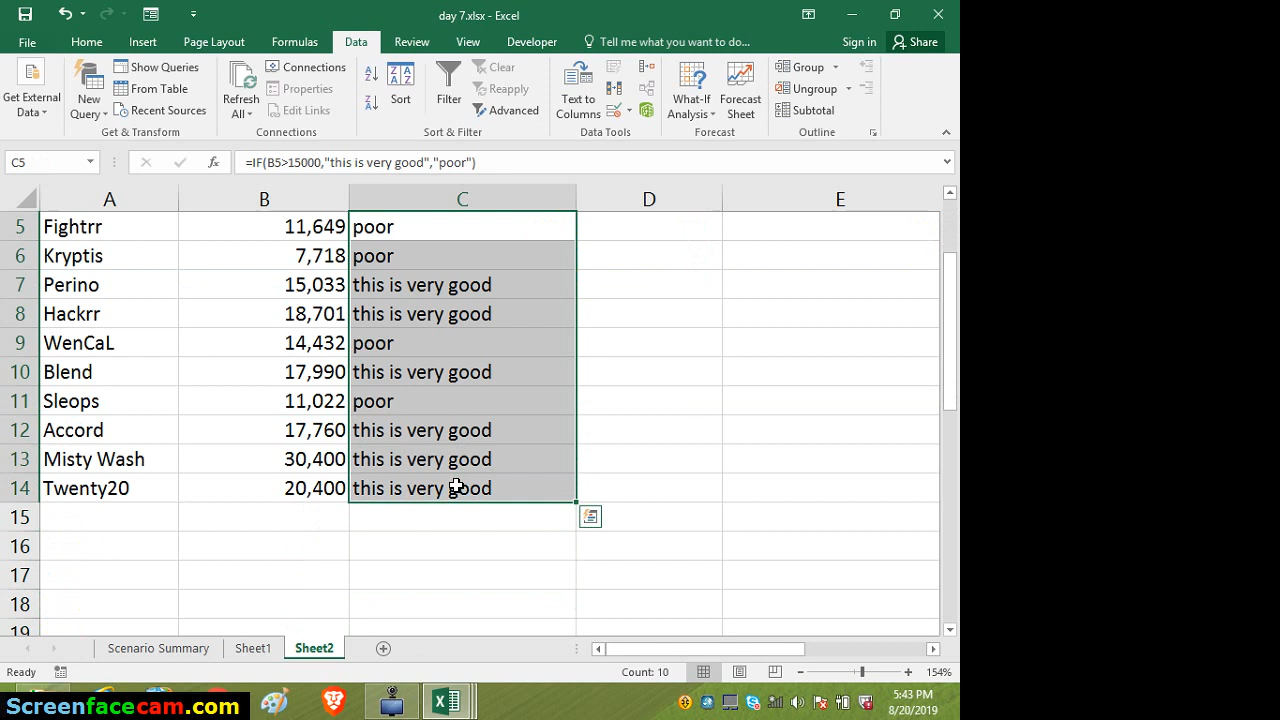 day 7.xlsx - Excel
File Home Insert Page Layout Formulas Data Review View Developer Tell me what you want to do... Sign in Share
Get External Data
New Query
Show Queries
From Table
Recent Sources
Get & Transform
Refresh All
Connections
Properties
Edit Links
Connections
Sort
Filter
Clear
Reapply
Advanced
Sort & Filter
Text to Columns
Data Tools
What-If Analysis
Forecast Sheet
Forecast
Group
Ungroup
Subtotal
Outline
C5 fx =IF(B5>15000,"this is very good","poor")
A B C D E
5 Fightrr 11,649 poor
6 Kryptis 7,718 poor
7 Perino 15,033 this is very good
8 Hackrr 18,701 this is very good
9 WenCaL 14,432 poor
10 Blend 17,990 this is very good
11 Sleops 11,022 poor
12 Accord 17,760 this is very good
13 Misty Wash 30,400 this is very good
14 Twenty20 20,400 this is very good
15
16
17
18
19
Scenario Summary Sheet1 Sheet2
Ready Count: 10 154%
Screenfacecam.com
5:43 PM
8/20/2019